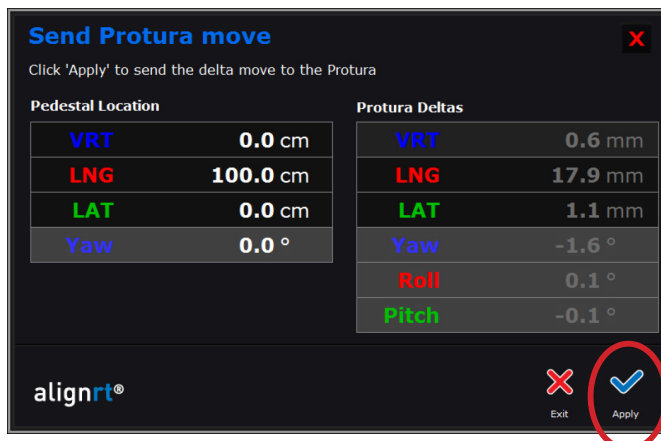 Send Protura move
X
Click 'Apply' to send the delta move to the Protura
Pedestal Location
VRT 0.0 cm
LNG 100.0 cm
LAT 0.0 cm
Yaw 0.0 °
Protura Deltas
VRT 0.6 mm
LNG 17.9 mm
LAT 1.1 mm
Yaw -1.6 °
Roll 0.1 °
Pitch -0.1 °
alignrt®
Exit
Apply